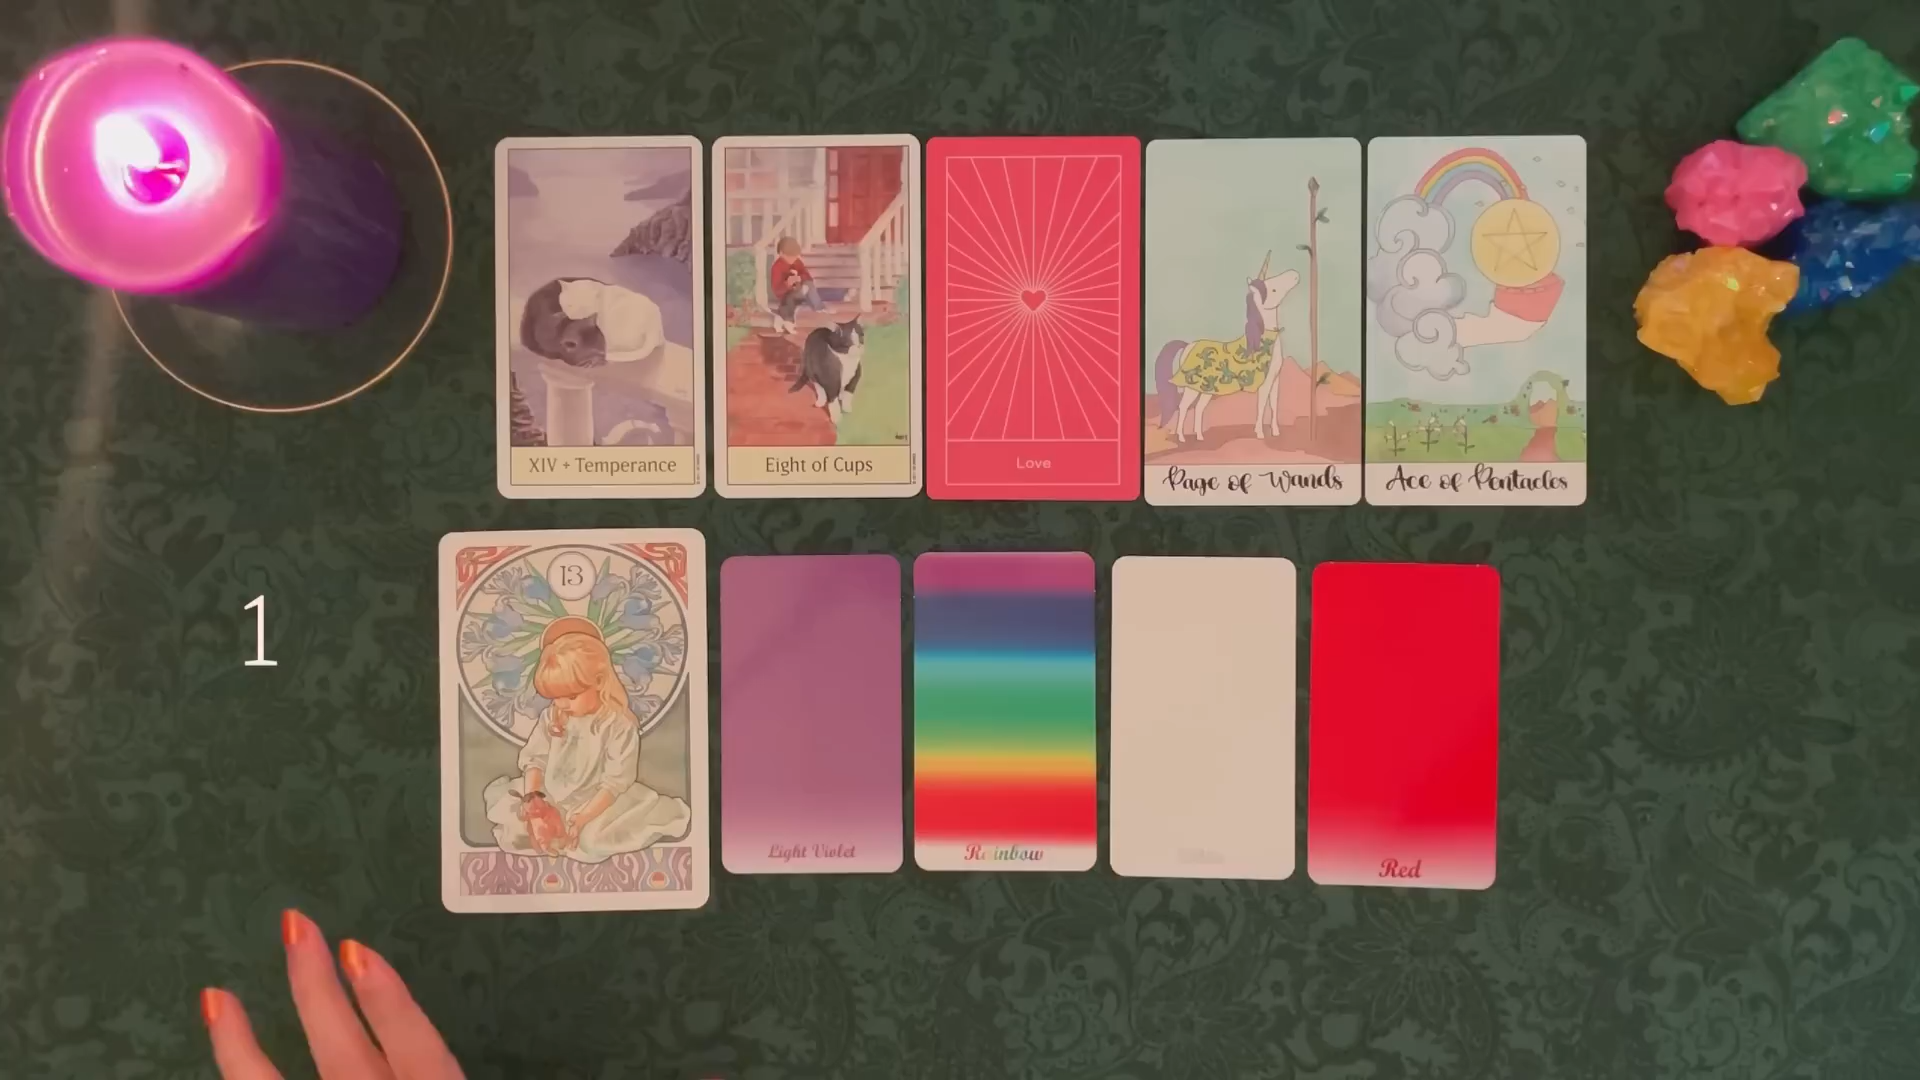 XIV + Temperance
Eight of Cups
Love
Page of Wands
Ace of Pentacles
1
13
Light Violet
Rainbow
Red